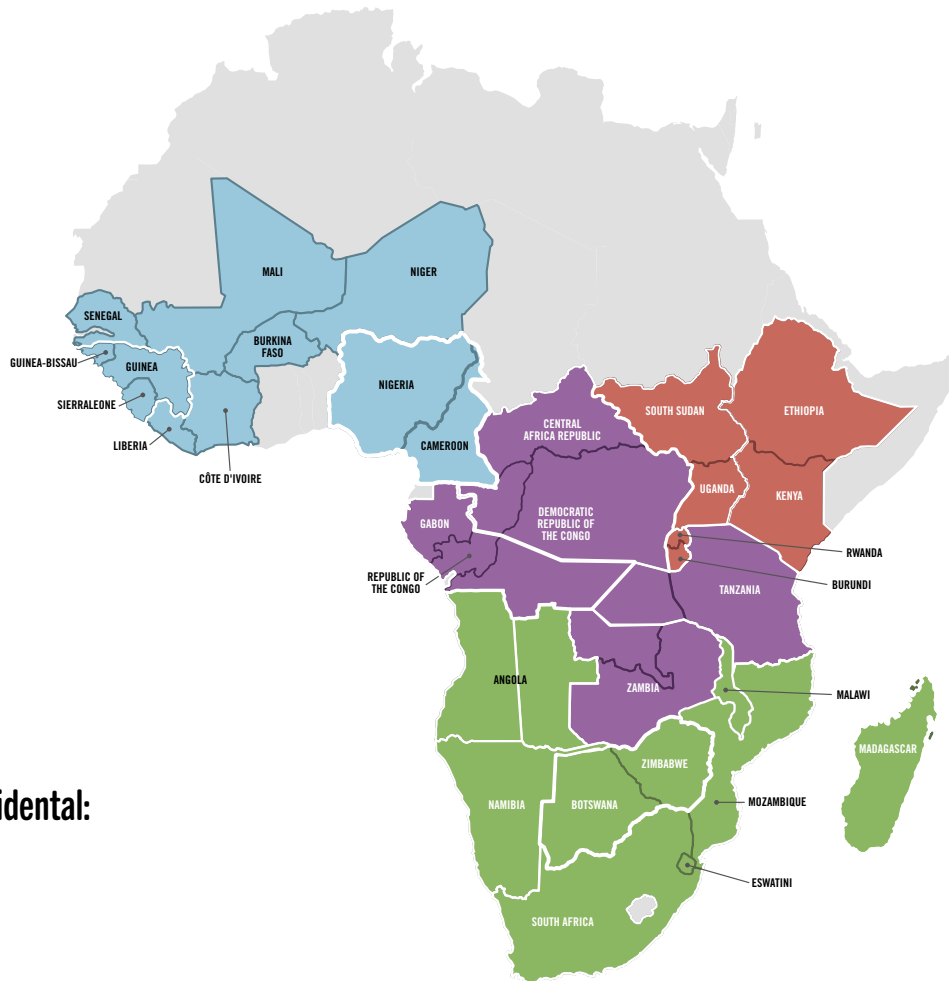 MALI
NIGER
SENEGAL
BURKINA
FASO
GUINEA-BISSAU
GUINEA
NIGERIA
SIERRALEONE
LIBERIA
CAMEROON
CÔTE D'IVOIRE
CENTRAL
AFRICA REPUBLIC
SOUTH SUDAN
ETHIOPIA
UGANDA
KENYA
GABON
DEMOCRATIC
REPUBLIC OF
THE CONGO
RWANDA
REPUBLIC OF
THE CONGO
BURUNDI
TANZANIA
ANGOLA
ZAMBIA
MALAWI
MADAGASCAR
ZIMBABWE
NAMIBIA
BOTSWANA
MOZAMBIQUE
idental:
ESWATINI
SOUTH AFRICA